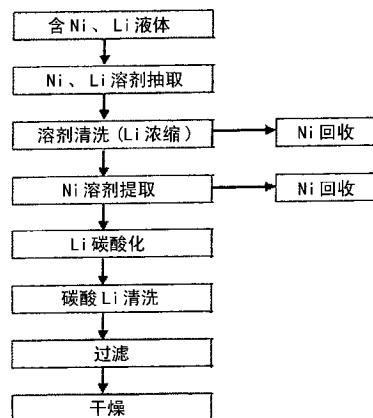 含Ni、Li液体
Ni、Li溶剂抽取
溶剂清洗(Li浓缩)
Ni回收
Ni溶剂提取
Ni回收
Li碳酸化
碳酸Li清洗
过滤
干燥